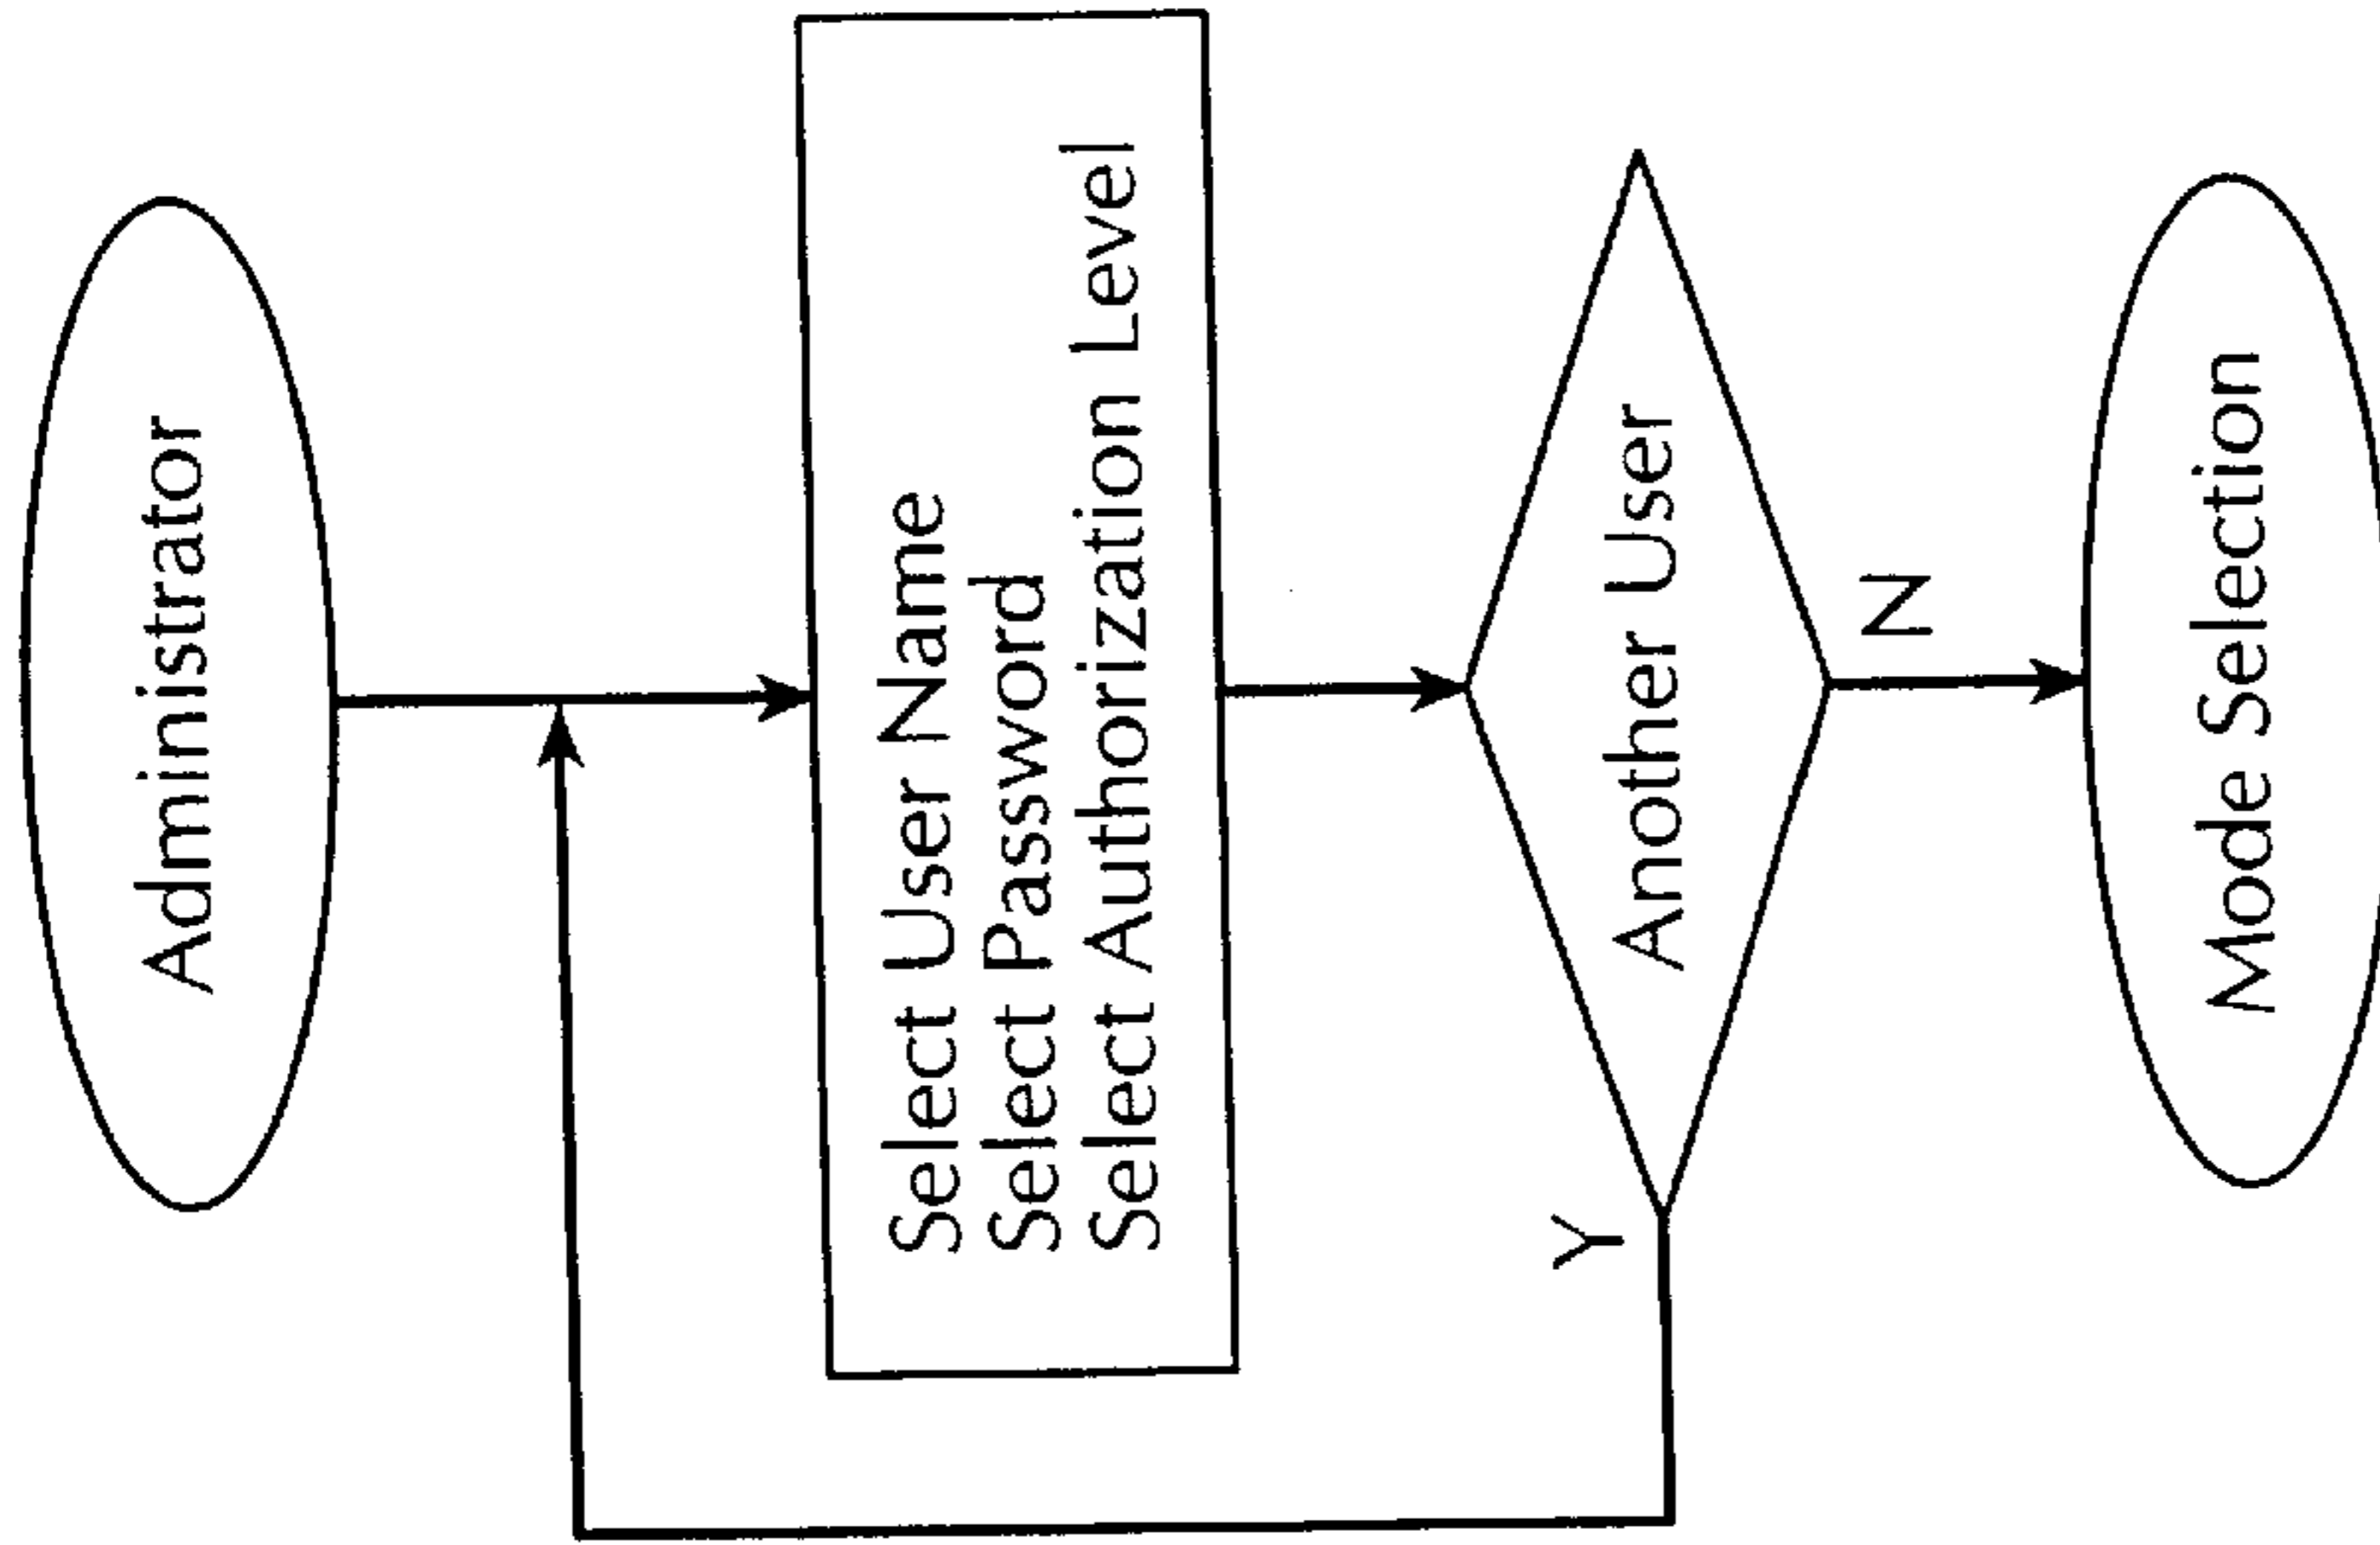 Administrator
Select User Name
Select Password
Select Authorization Level
Another User
Y
N
Mode Selection